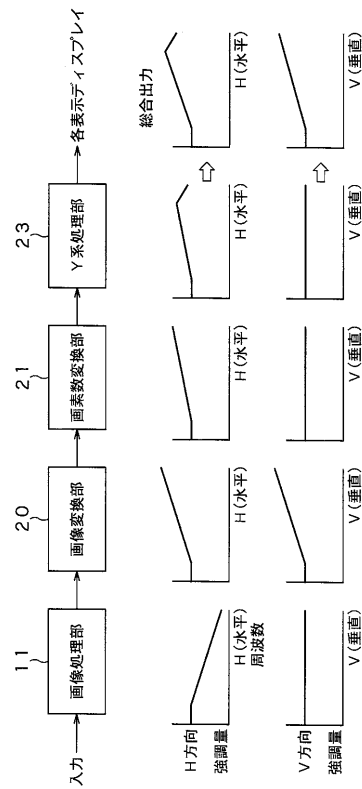 11
20
21
23
入力
画像処理部
画像変換部
画素数変換部
Y系処理部
各表示ディスプレイ
総合出力
H方向
強調量
H(水平)
周波数
H(水平)
H(水平)
H(水平)
H(水平)
V方向
強調量
V(垂直)
V(垂直)
V(垂直)
V(垂直)
V(垂直)